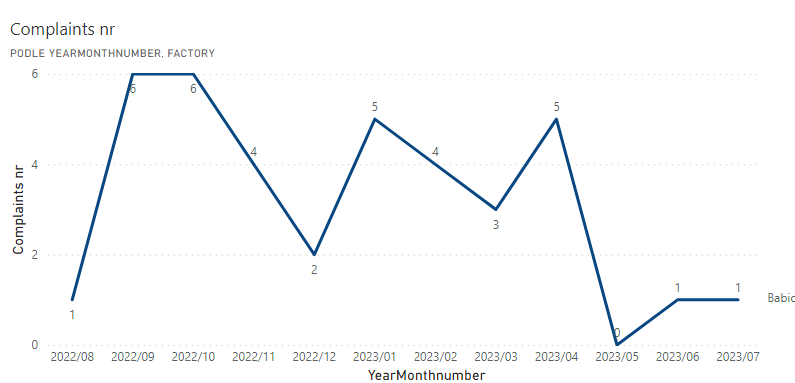 Complaints nr
PODLE YEARMONTHNUMBER, FACTORY
6
4
2
0
Complaints nr
1
6
6
4
2
5
4
3
5
0
1
1
Babic
2022/08 2022/09 2022/10 2022/11 2022/12 2023/01 2023/02 2023/03 2023/04 2023/05 2023/06 2023/07
YearMonthnumber